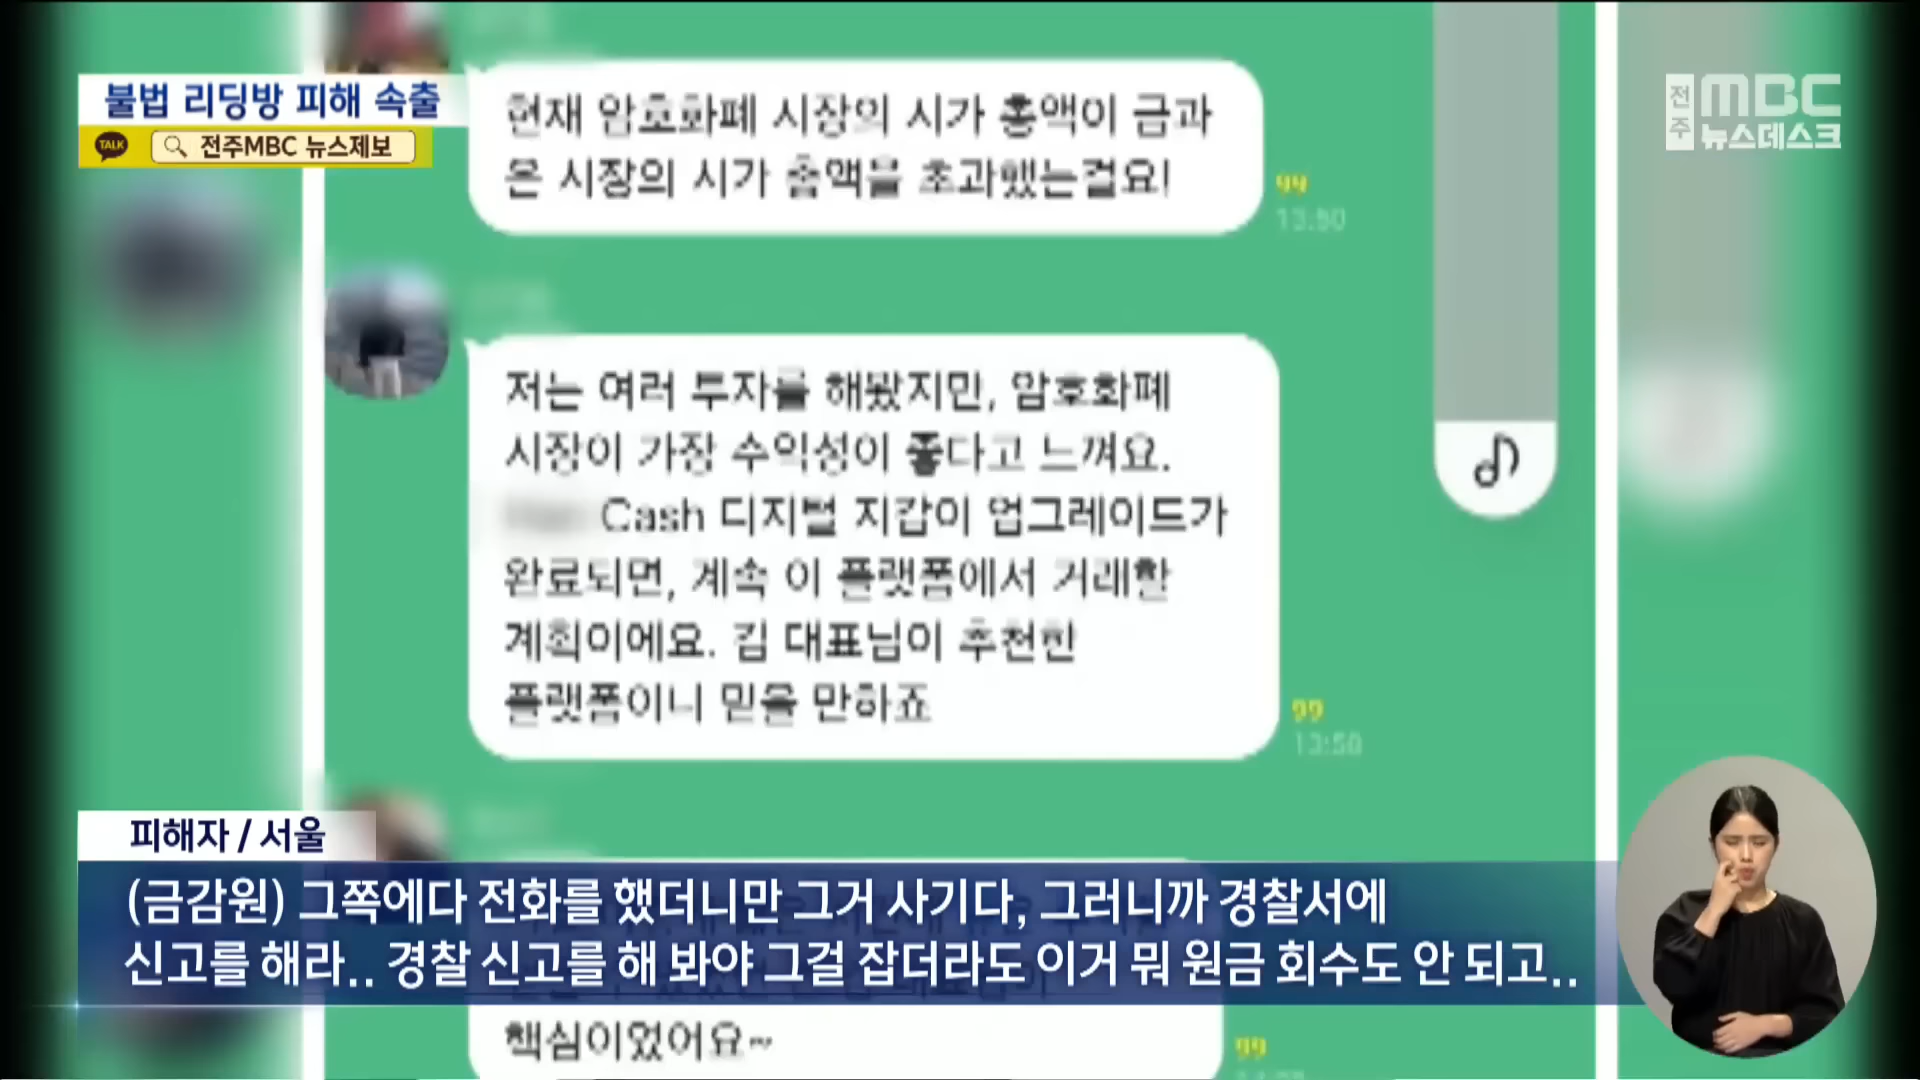 불법 리딩방 피해 속출
TALK
전주MBC 뉴스제보
전주
MBC
뉴스데스크
현재 암호화폐 시장의 시가 총액이 금과
은 시장의 시가 총액을 초과했는걸요!
99
13:50
저는 여러 투자를 해봤지만, 암호화폐
시장이 가장 수익성이 좋다고 느껴요.
Cash 디지털 지갑이 업그레이드가
완료되면, 계속 이 플랫폼에서 거래할
계획이에요. 김 대표님이 추천한
플랫폼이니 믿을 만하죠
99
13:50
피해자 / 서울
(금감원) 그쪽에다 전화를 했더니만 그거 사기다, 그러니까 경찰서에
신고를 해라.. 경찰 신고를 해 봐야 그걸 잡더라도 이거 뭐 원금 회수도 안 되고..
핵심이었어요~
99